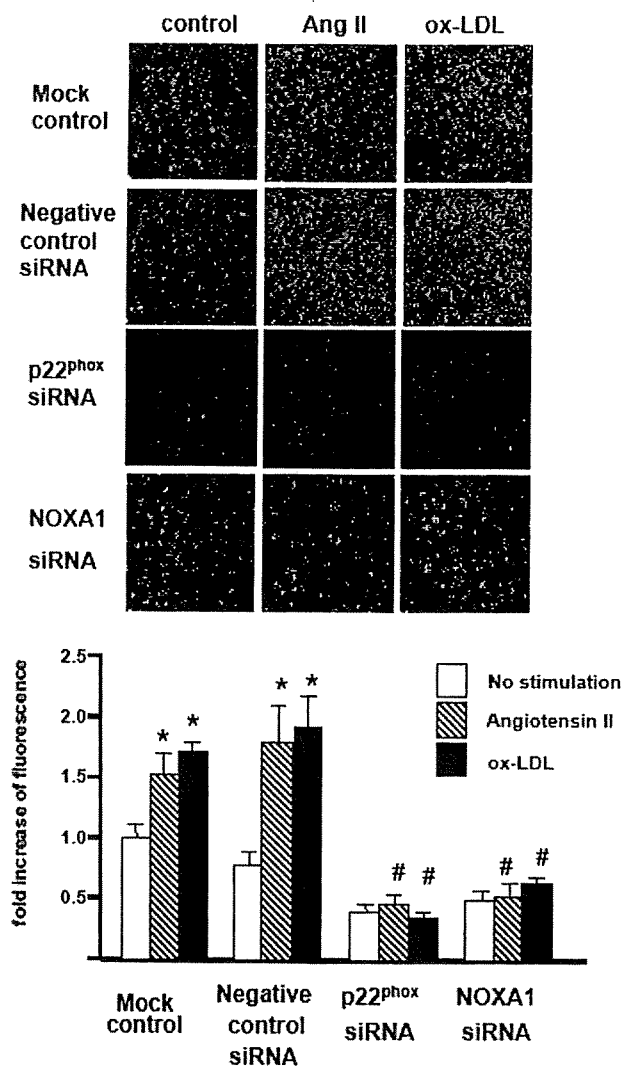 control Ang II ox-LDL
Mock
control
Negative
control
siRNA
p22phox
siRNA
NOXA1
siRNA
fold increase of fluorescence
2.5
2.0
1.5
1.0
0.5
* * * * # # # #
No stimulation
Angiotensin II
ox-LDL
Mock
control
Negative
control
siRNA
p22phox
siRNA
NOXA1
siRNA